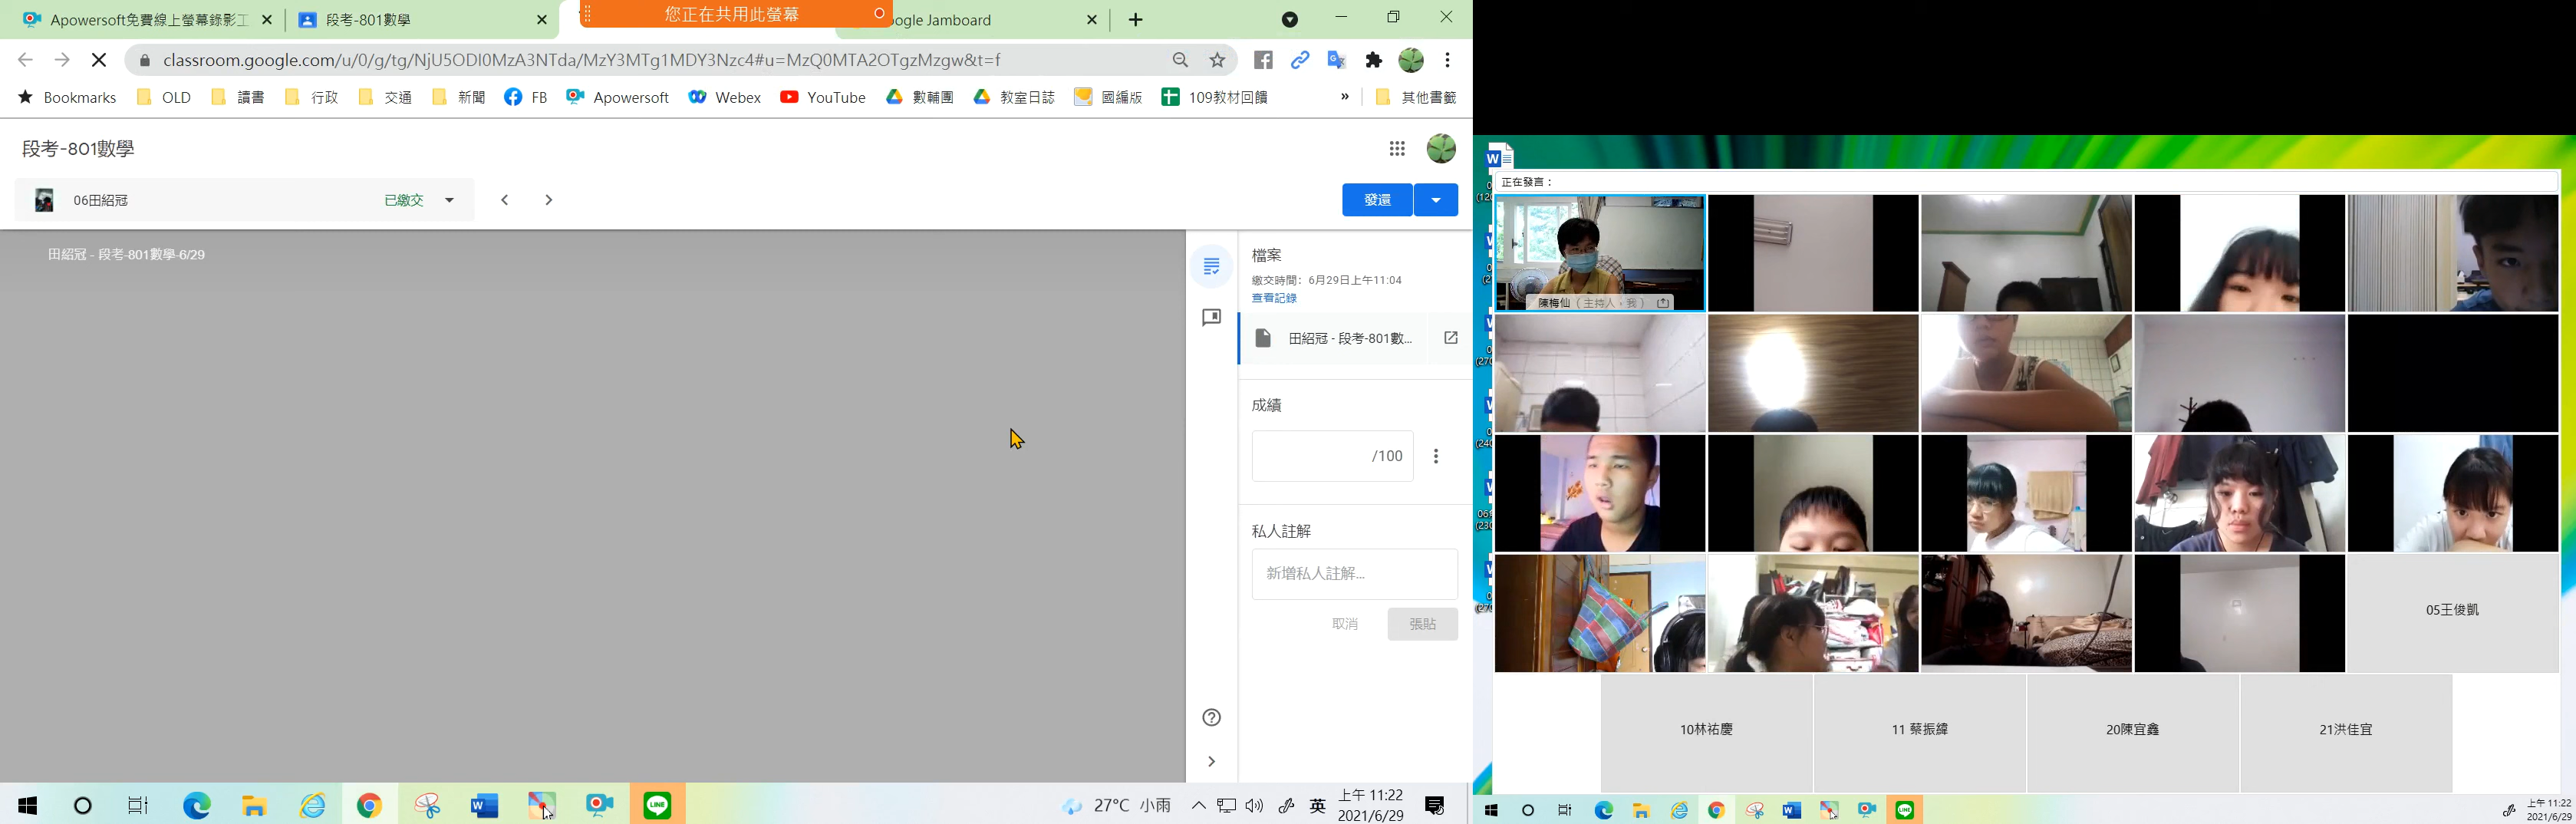 Apowersoft免費線上螢幕錄影工
段考-801數學
您正在共用此螢幕
oogle Jamboard
classroom.google.com/u/0/g/tg/NjU5ODI0MzA3NTda/MzY3MTg1MDY3Nzc4#u=MzQ0MTA2OTgzMzgw&t=f
Bookmarks OLD 讀書 行政 交通 新聞 FB Apowersoft Webex YouTube 數輔團 教室日誌 國編版 109教材回饋 » 其他書籤
段考-801數學
06田紹冠 已繳交
發還
田紹冠 - 段考-801數學-6/29
檔案
繳交時間：6月29日上午11:04
查看記錄
田紹冠 - 段考-801數...
成績
/100
私人註解
新增私人註解...
取消 張貼
27°C 小雨 英 上午 11:22
2021/6/29
正在發言：
陳梅仙（主持人，我）
05王俊凱
10林祐慶
11 蔡振緯
20陳宜鑫
21洪佳宜
上午 11:22
2021/6/29